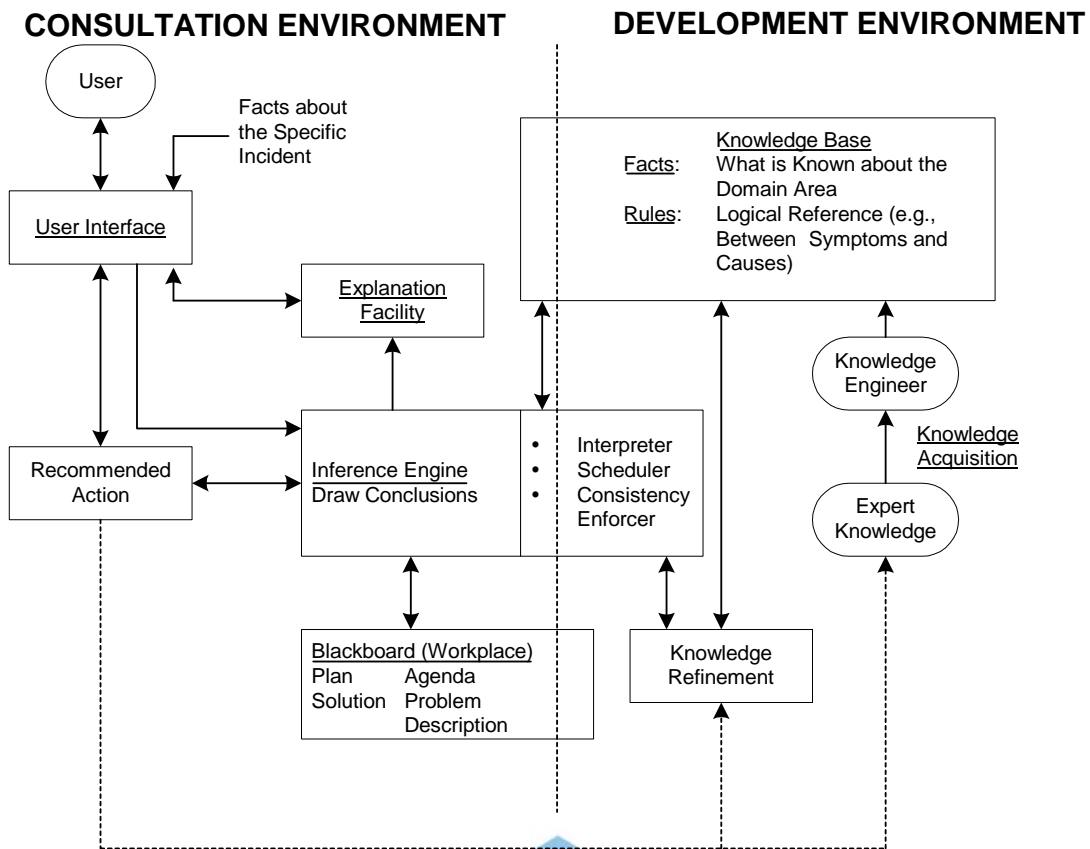 CONSULTATION ENVIRONMENT
DEVELOPMENT ENVIRONMENT
User
Facts about
the Specific
Incident
User Interface
Explanation
Facility
Knowledge Base
Facts: What is Known about the
Domain Area
Rules: Logical Reference (e.g.,
Between Symptoms and
Causes)
Knowledge
Engineer
Knowledge
Acquisition
Expert
Knowledge
Recommended
Action
Inference Engine
Draw Conclusions
• Interpreter
• Scheduler
• Consistency
Enforcer
Blackboard (Workplace)
Plan Agenda
Solution Problem
Description
Knowledge
Refinement